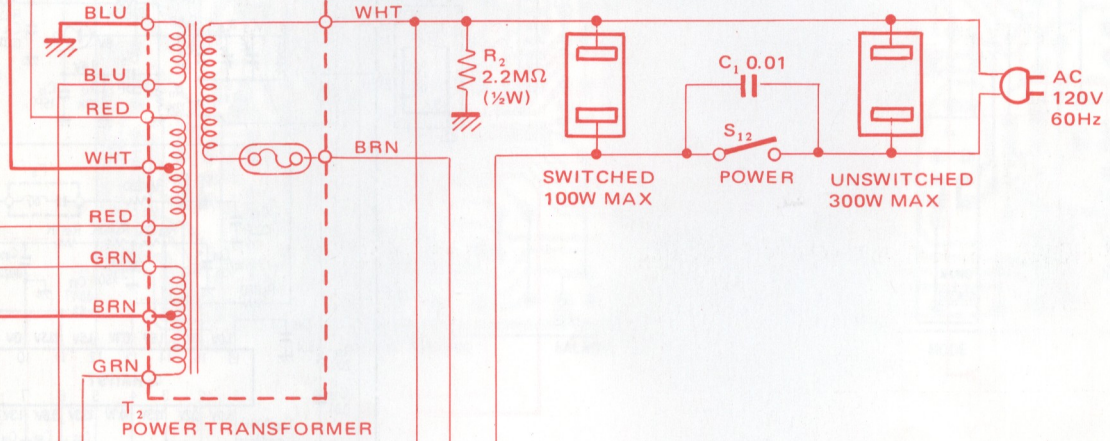 BLU
WHT
BLU
RED
WHT
RED
GRN
BRN
GRN
BRN
T₂
POWER TRANSFORMER
R₂
2.2MΩ
(½W)
SWITCHED
100W MAX
C₁ 0.01
S₁₂
POWER
UNSWITCHED
300W MAX
AC
120V
60Hz